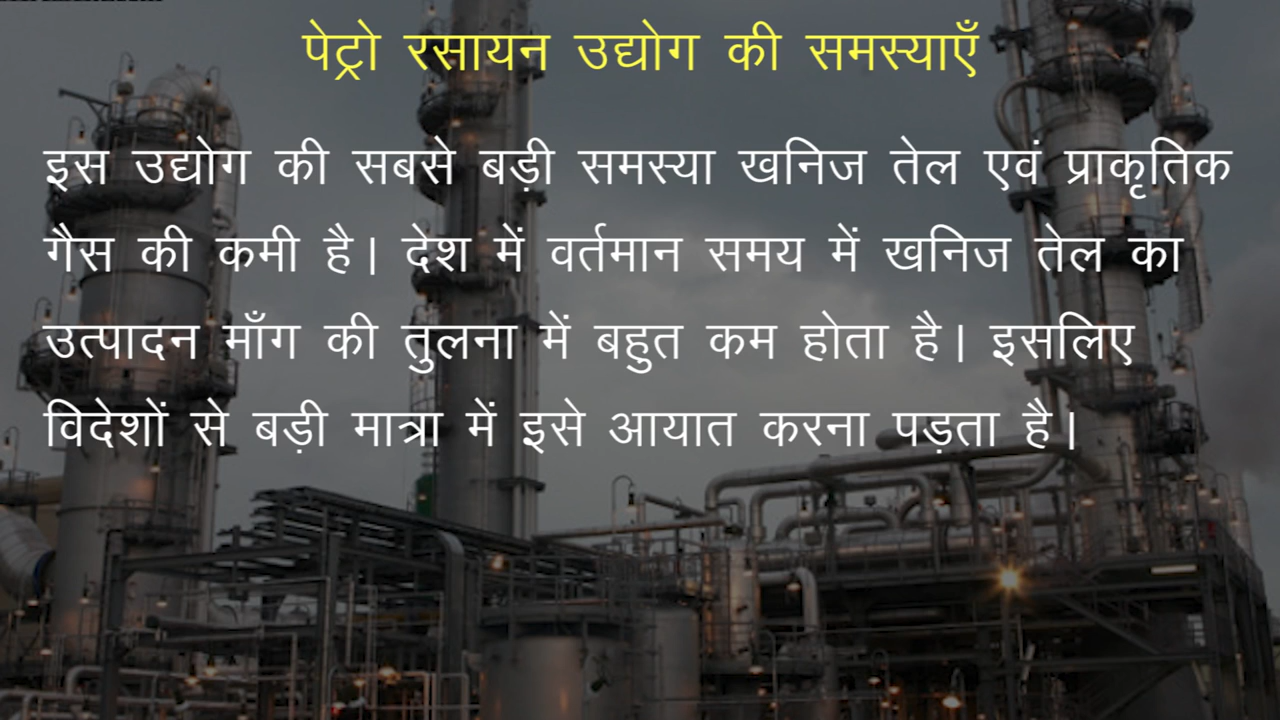 पेट्रो रसायन उद्योग की समस्याएँ
इस उद्योग की सबसे बड़ी समस्या खनिज तेल एवं प्राकृतिक
गैस की कमी है। देश में वर्तमान समय में खनिज तेल का
उत्पादन माँग की तुलना में बहुत कम होता है। इसलिए
विदेशों से बड़ी मात्रा में इसे आयात करना पड़ता है।